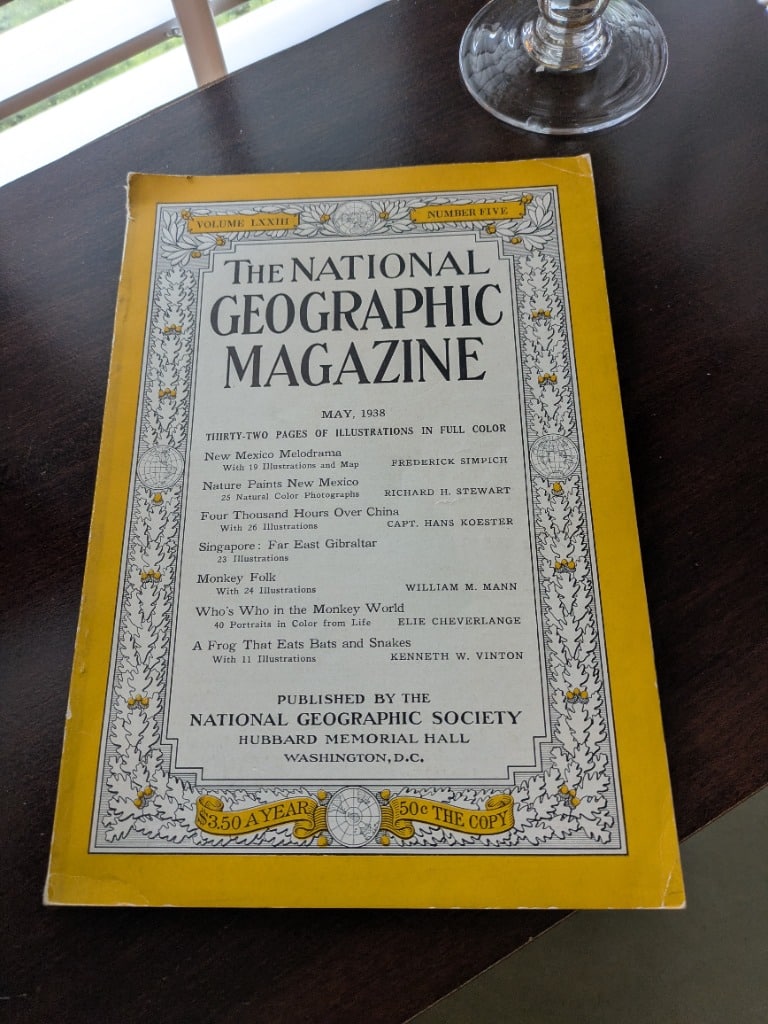 VOLUME LXXIII
NUMBER FIVE
THE NATIONAL
GEOGRAPHIC
MAGAZINE
MAY, 1938
THIRTY-TWO PAGES OF ILLUSTRATIONS IN FULL COLOR
New Mexico Melodrama
With 19 Illustrations and Map FREDERICK SIMPICH
Nature Paints New Mexico
25 Natural Color Photographs RICHARD H. STEWART
Four Thousand Hours Over China
With 26 Illustrations CAPT. HANS KOESTER
Singapore: Far East Gibraltar
23 Illustrations
Monkey Folk
With 24 Illustrations WILLIAM M. MANN
Who's Who in the Monkey World
40 Portraits in Color from Life ELIE CHEVERLANGE
A Frog That Eats Bats and Snakes
With 11 Illustrations KENNETH W. VINTON
PUBLISHED BY THE
NATIONAL GEOGRAPHIC SOCIETY
HUBBARD MEMORIAL HALL
WASHINGTON, D.C.
$3.50 A YEAR
50c THE COPY